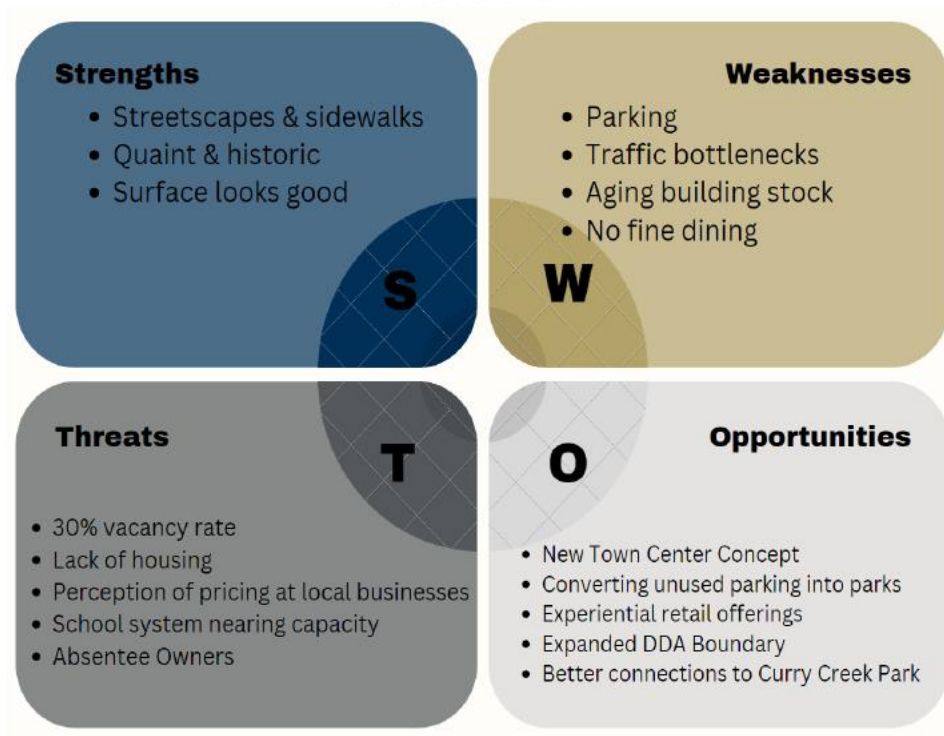 Strengths
• Streetscapes & sidewalks
• Quaint & historic
• Surface looks good
S
Weaknesses
• Parking
• Traffic bottlenecks
• Aging building stock
• No fine dining
W
Threats
T
• 30% vacancy rate
• Lack of housing
• Perception of pricing at local businesses
• School system nearing capacity
• Absentee Owners
Opportunities
O
• New Town Center Concept
• Converting unused parking into parks
• Experiential retail offerings
• Expanded DDA Boundary
• Better connections to Curry Creek Park